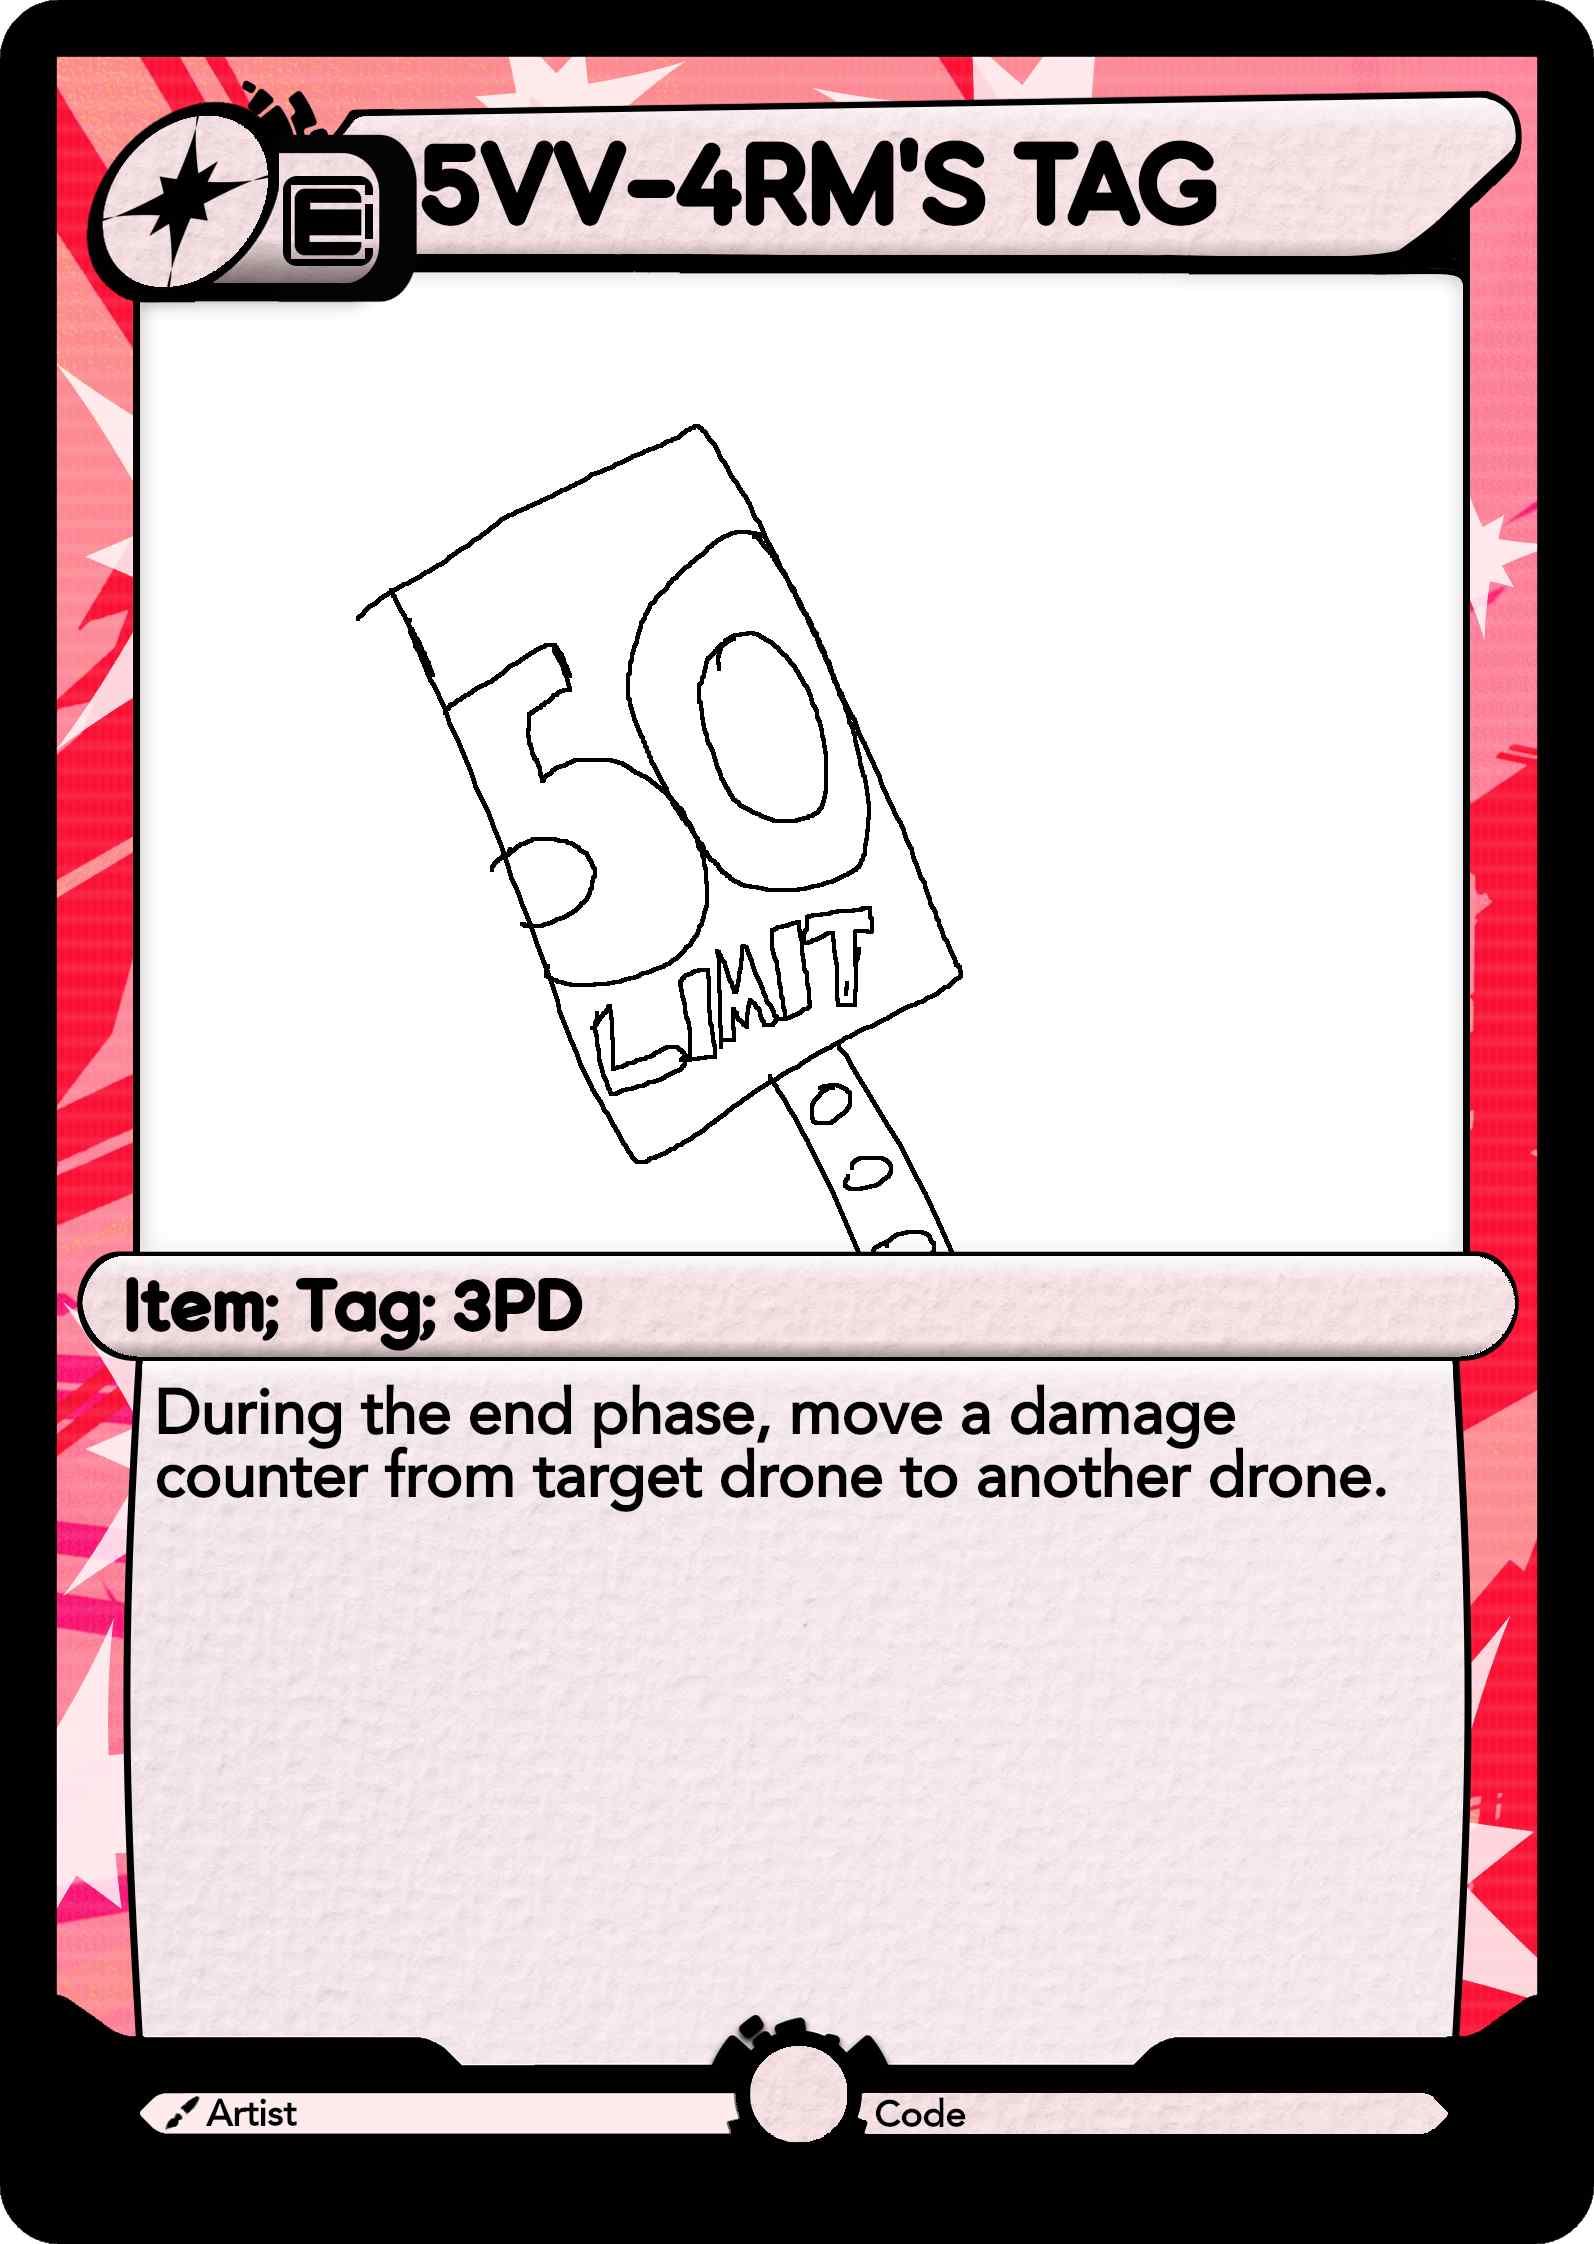 E
5VV-4RM'S TAG
50
LIMIT
Item; Tag; 3PD
During the end phase, move a damage
counter from target drone to another drone.
Artist
Code